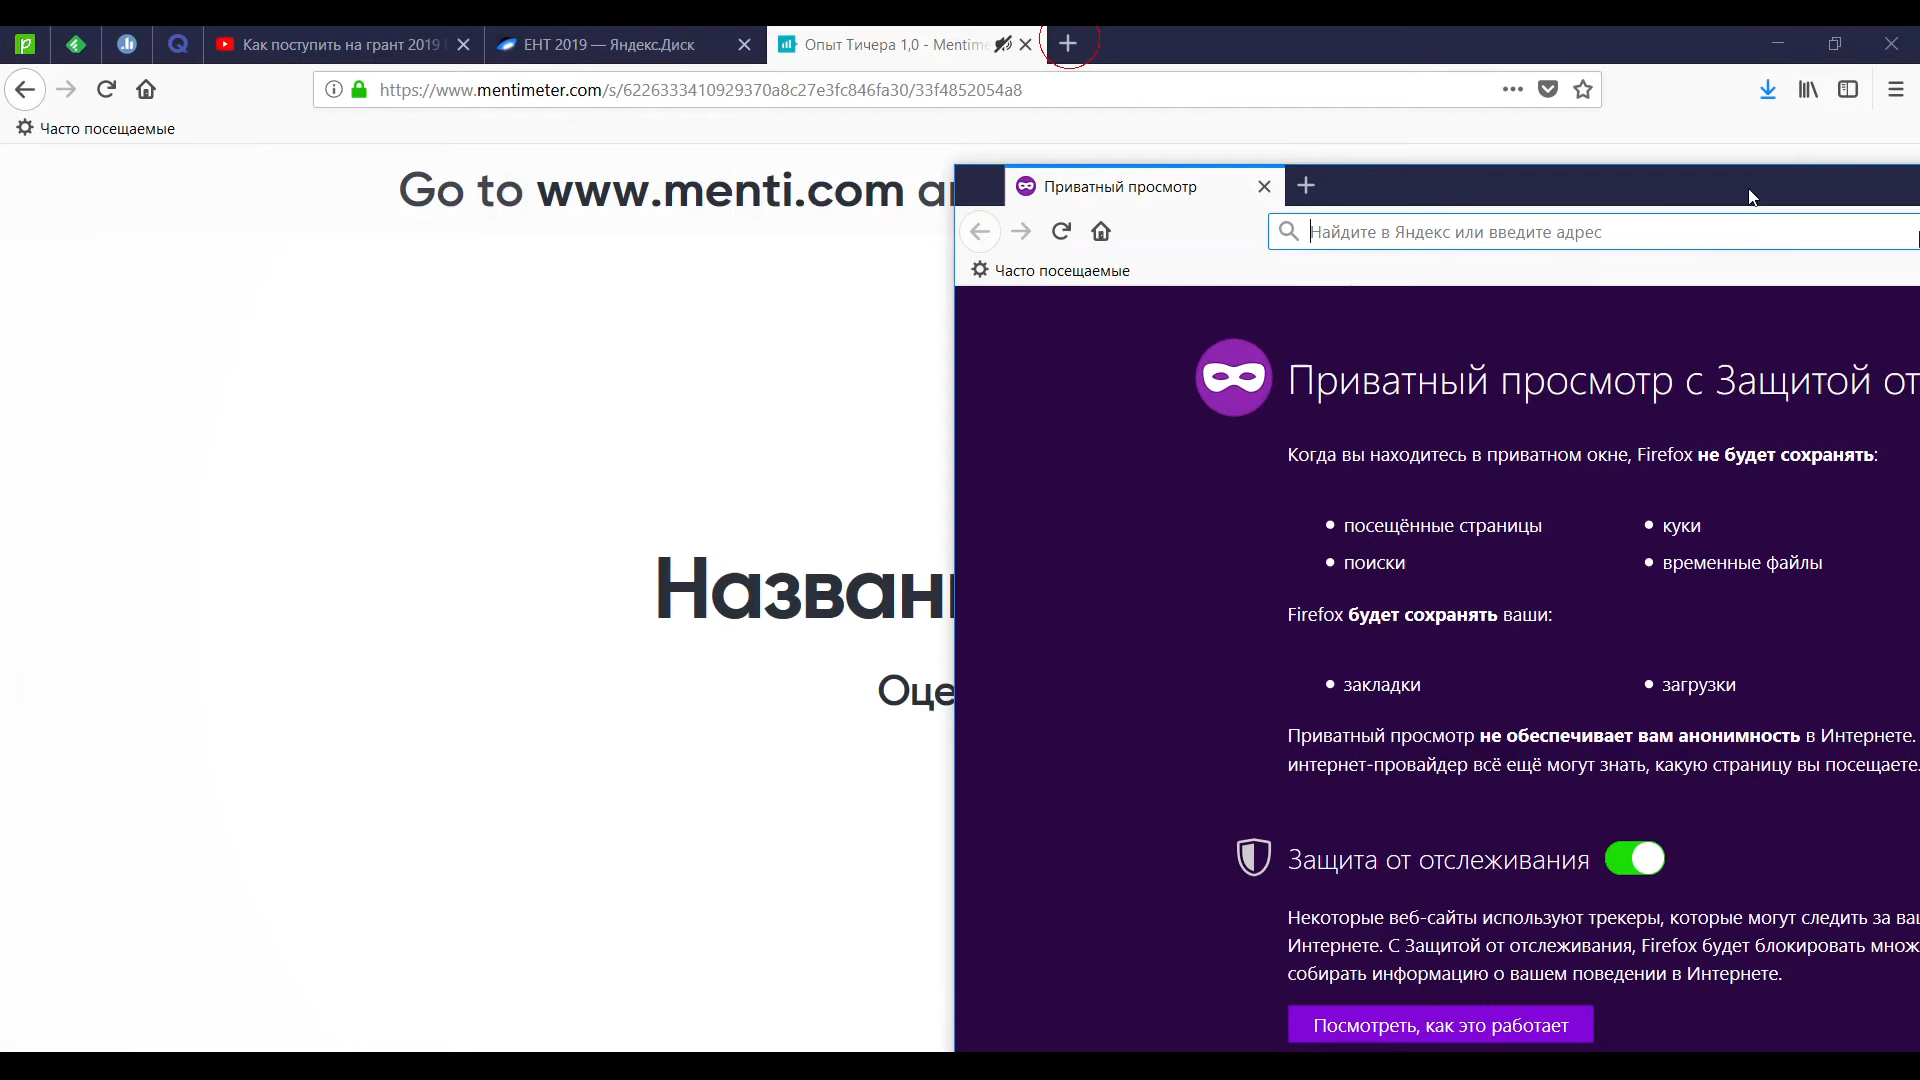 Как поступить на грант 2019
ЕНТ 2019 — Яндекс.Диск
Опыт Тичера 1,0 - Mentime
https://www.mentimeter.com/s/6226333410929370a8c27e3fc846fa30/33f4852054a8
Часто посещаемые
Go to www.menti.com
Приватный просмотр
Найдите в Яндекс или введите адрес
Часто посещаемые
Приватный просмотр с Защитой от
Когда вы находитесь в приватном окне, Firefox не будет сохранять:
посещённые страницы
куки
поиски
временные файлы
Firefox будет сохранять ваши:
закладки
загрузки
Приватный просмотр не обеспечивает вам анонимность в Интернете.
интернет-провайдер всё ещё могут знать, какую страницу вы посещаете.
Защита от отслеживания
Некоторые веб-сайты используют трекеры, которые могут следить за
Интернете. С Защитой от отслеживания, Firefox будет блокировать
собирать информацию о вашем поведении в Интернете.
Посмотреть, как это работает